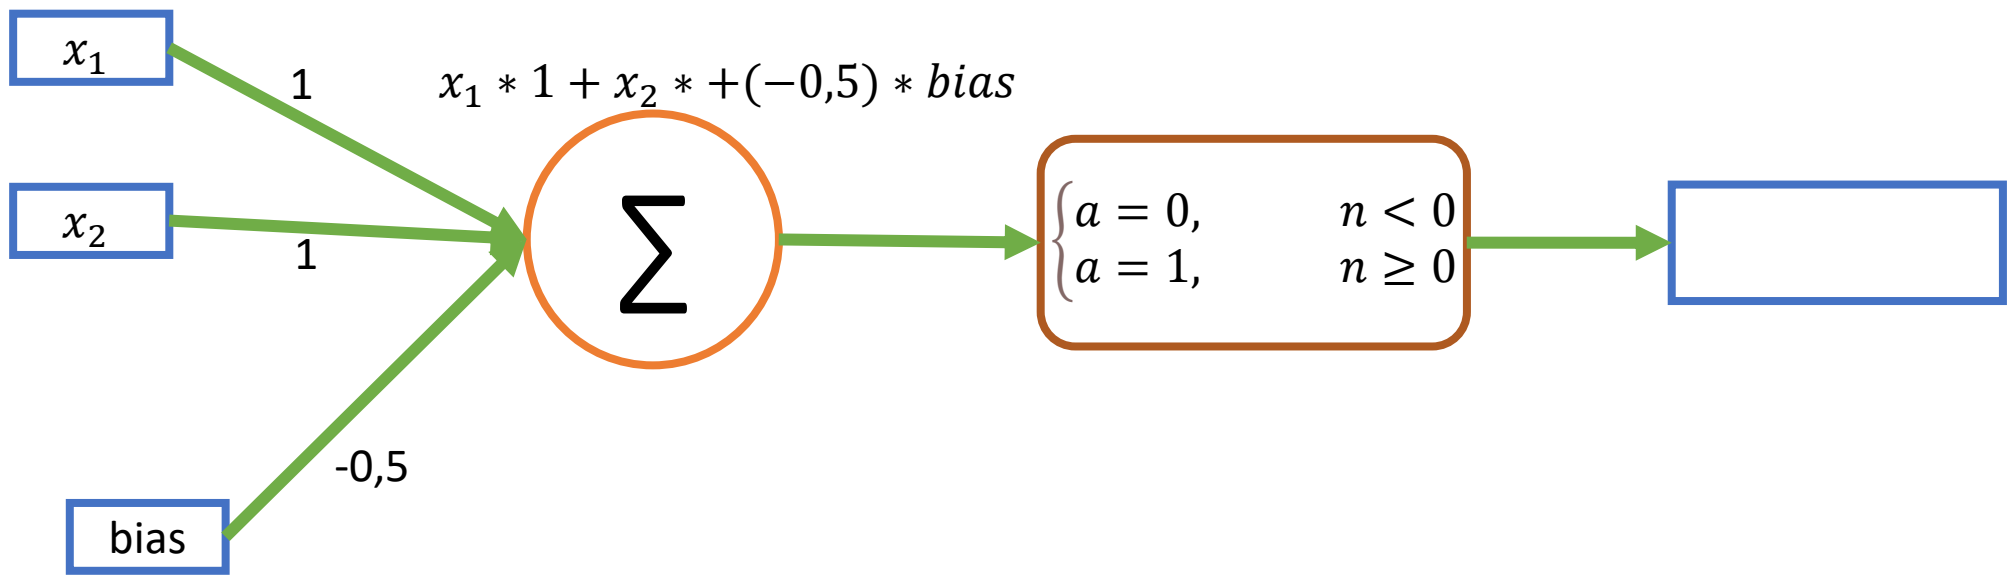 x₁
1
x₁ * 1 + x₂ * +(−0,5) * bias
x₂
1
∑
a = 0, n < 0
a = 1, n ≥ 0
-0,5
bias